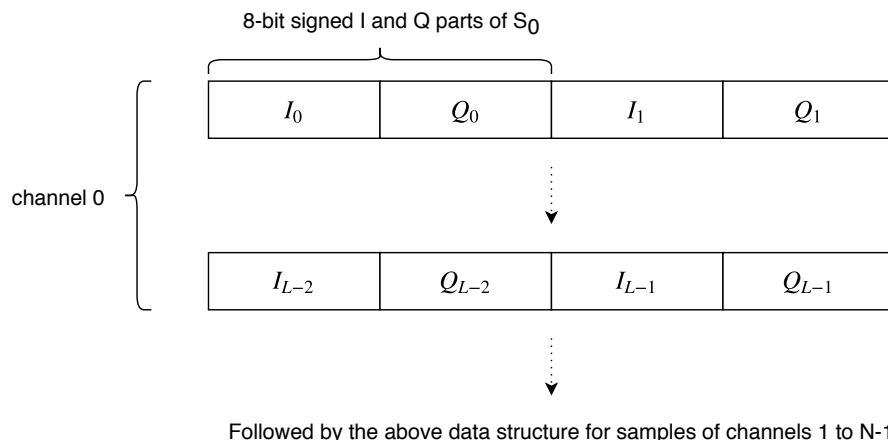 8-bit signed I and Q parts of S0
I0 Q0 I1 Q1
channel 0
IL−2 QL−2 IL−1 QL−1
Followed by the above data structure for samples of channels 1 to N-1